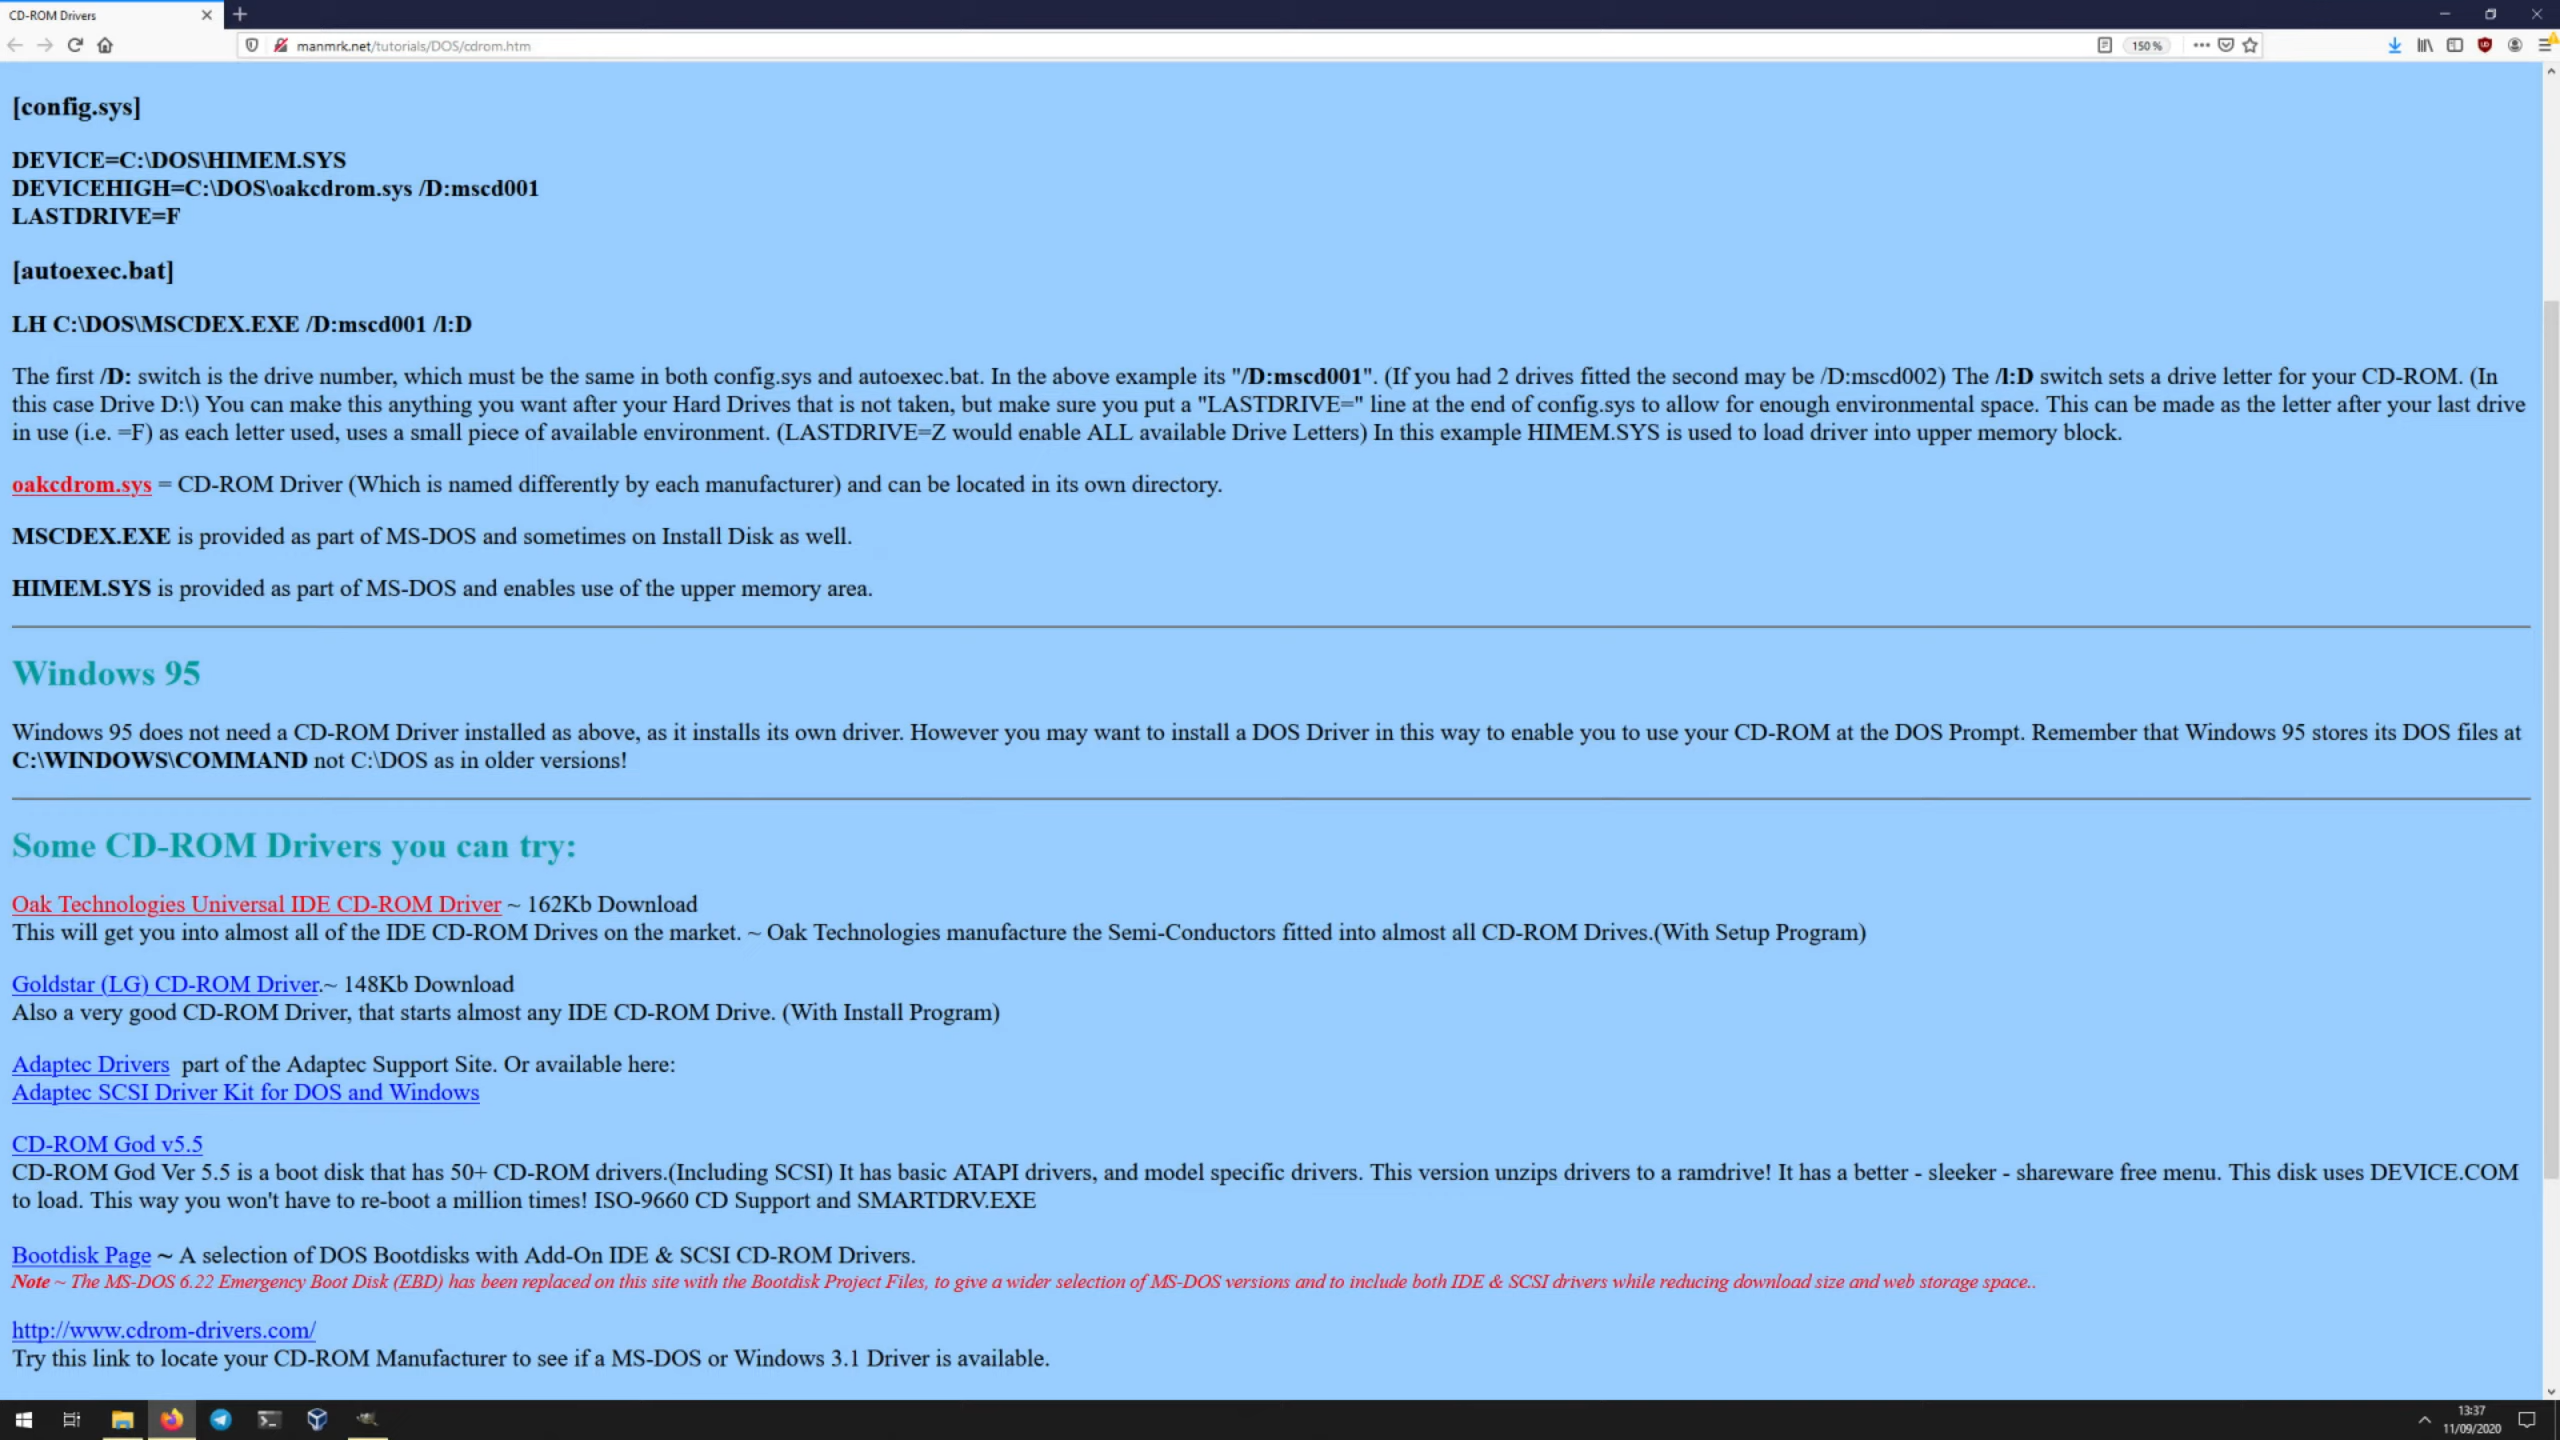 CD-ROM Drivers
manmrk.net/tutorials/DOS/cdrom.htm
150%
[config.sys]
DEVICE=C:\DOS\HIMEM.SYS
DEVICEHIGH=C:\DOS\oakcdrom.sys /D:mscd001
LASTDRIVE=F
[autoexec.bat]
LH C:\DOS\MSCDEX.EXE /D:mscd001 /l:D
The first /D: switch is the drive number, which must be the same in both config.sys and autoexec.bat. In the above example its "/D:mscd001". (If you had 2 drives fitted the second may be /D:mscd002) The /l:D switch sets a drive letter for your CD-ROM. (In
this case Drive D:\) You can make this anything you want after your Hard Drives that is not taken, but make sure you put a "LASTDRIVE=" line at the end of config.sys to allow for enough environmental space. This can be made as the letter after your last drive
in use (i.e. =F) as each letter used, uses a small piece of available environment. (LASTDRIVE=Z would enable ALL available Drive Letters) In this example HIMEM.SYS is used to load driver into upper memory block.
oakcdrom.sys = CD-ROM Driver (Which is named differently by each manufacturer) and can be located in its own directory.
MSCDEX.EXE is provided as part of MS-DOS and sometimes on Install Disk as well.
HIMEM.SYS is provided as part of MS-DOS and enables use of the upper memory area.
Windows 95
Windows 95 does not need a CD-ROM Driver installed as above, as it installs its own driver. However you may want to install a DOS Driver in this way to enable you to use your CD-ROM at the DOS Prompt. Remember that Windows 95 stores its DOS files at
C:\WINDOWS\COMMAND not C:\DOS as in older versions!
Some CD-ROM Drivers you can try:
Oak Technologies Universal IDE CD-ROM Driver ~ 162Kb Download
This will get you into almost all of the IDE CD-ROM Drives on the market. ~ Oak Technologies manufacture the Semi-Conductors fitted into almost all CD-ROM Drives.(With Setup Program)
Goldstar (LG) CD-ROM Driver.~ 148Kb Download
Also a very good CD-ROM Driver, that starts almost any IDE CD-ROM Drive. (With Install Program)
Adaptec Drivers part of the Adaptec Support Site. Or available here:
Adaptec SCSI Driver Kit for DOS and Windows
CD-ROM God v5.5
CD-ROM God Ver 5.5 is a boot disk that has 50+ CD-ROM drivers.(Including SCSI) It has basic ATAPI drivers, and model specific drivers. This version unzips drivers to a ramdrive! It has a better - sleeker - shareware free menu. This disk uses DEVICE.COM
to load. This way you won't have to re-boot a million times! ISO-9660 CD Support and SMARTDRV.EXE
Bootdisk Page ~ A selection of DOS Bootdisks with Add-On IDE & SCSI CD-ROM Drivers.
Note ~ The MS-DOS 6.22 Emergency Boot Disk (EBD) has been replaced on this site with the Bootdisk Project Files, to give a wider selection of MS-DOS versions and to include both IDE & SCSI drivers while reducing download size and web storage space..
http://www.cdrom-drivers.com/
Try this link to locate your CD-ROM Manufacturer to see if a MS-DOS or Windows 3.1 Driver is available.
13:37
11/09/2020